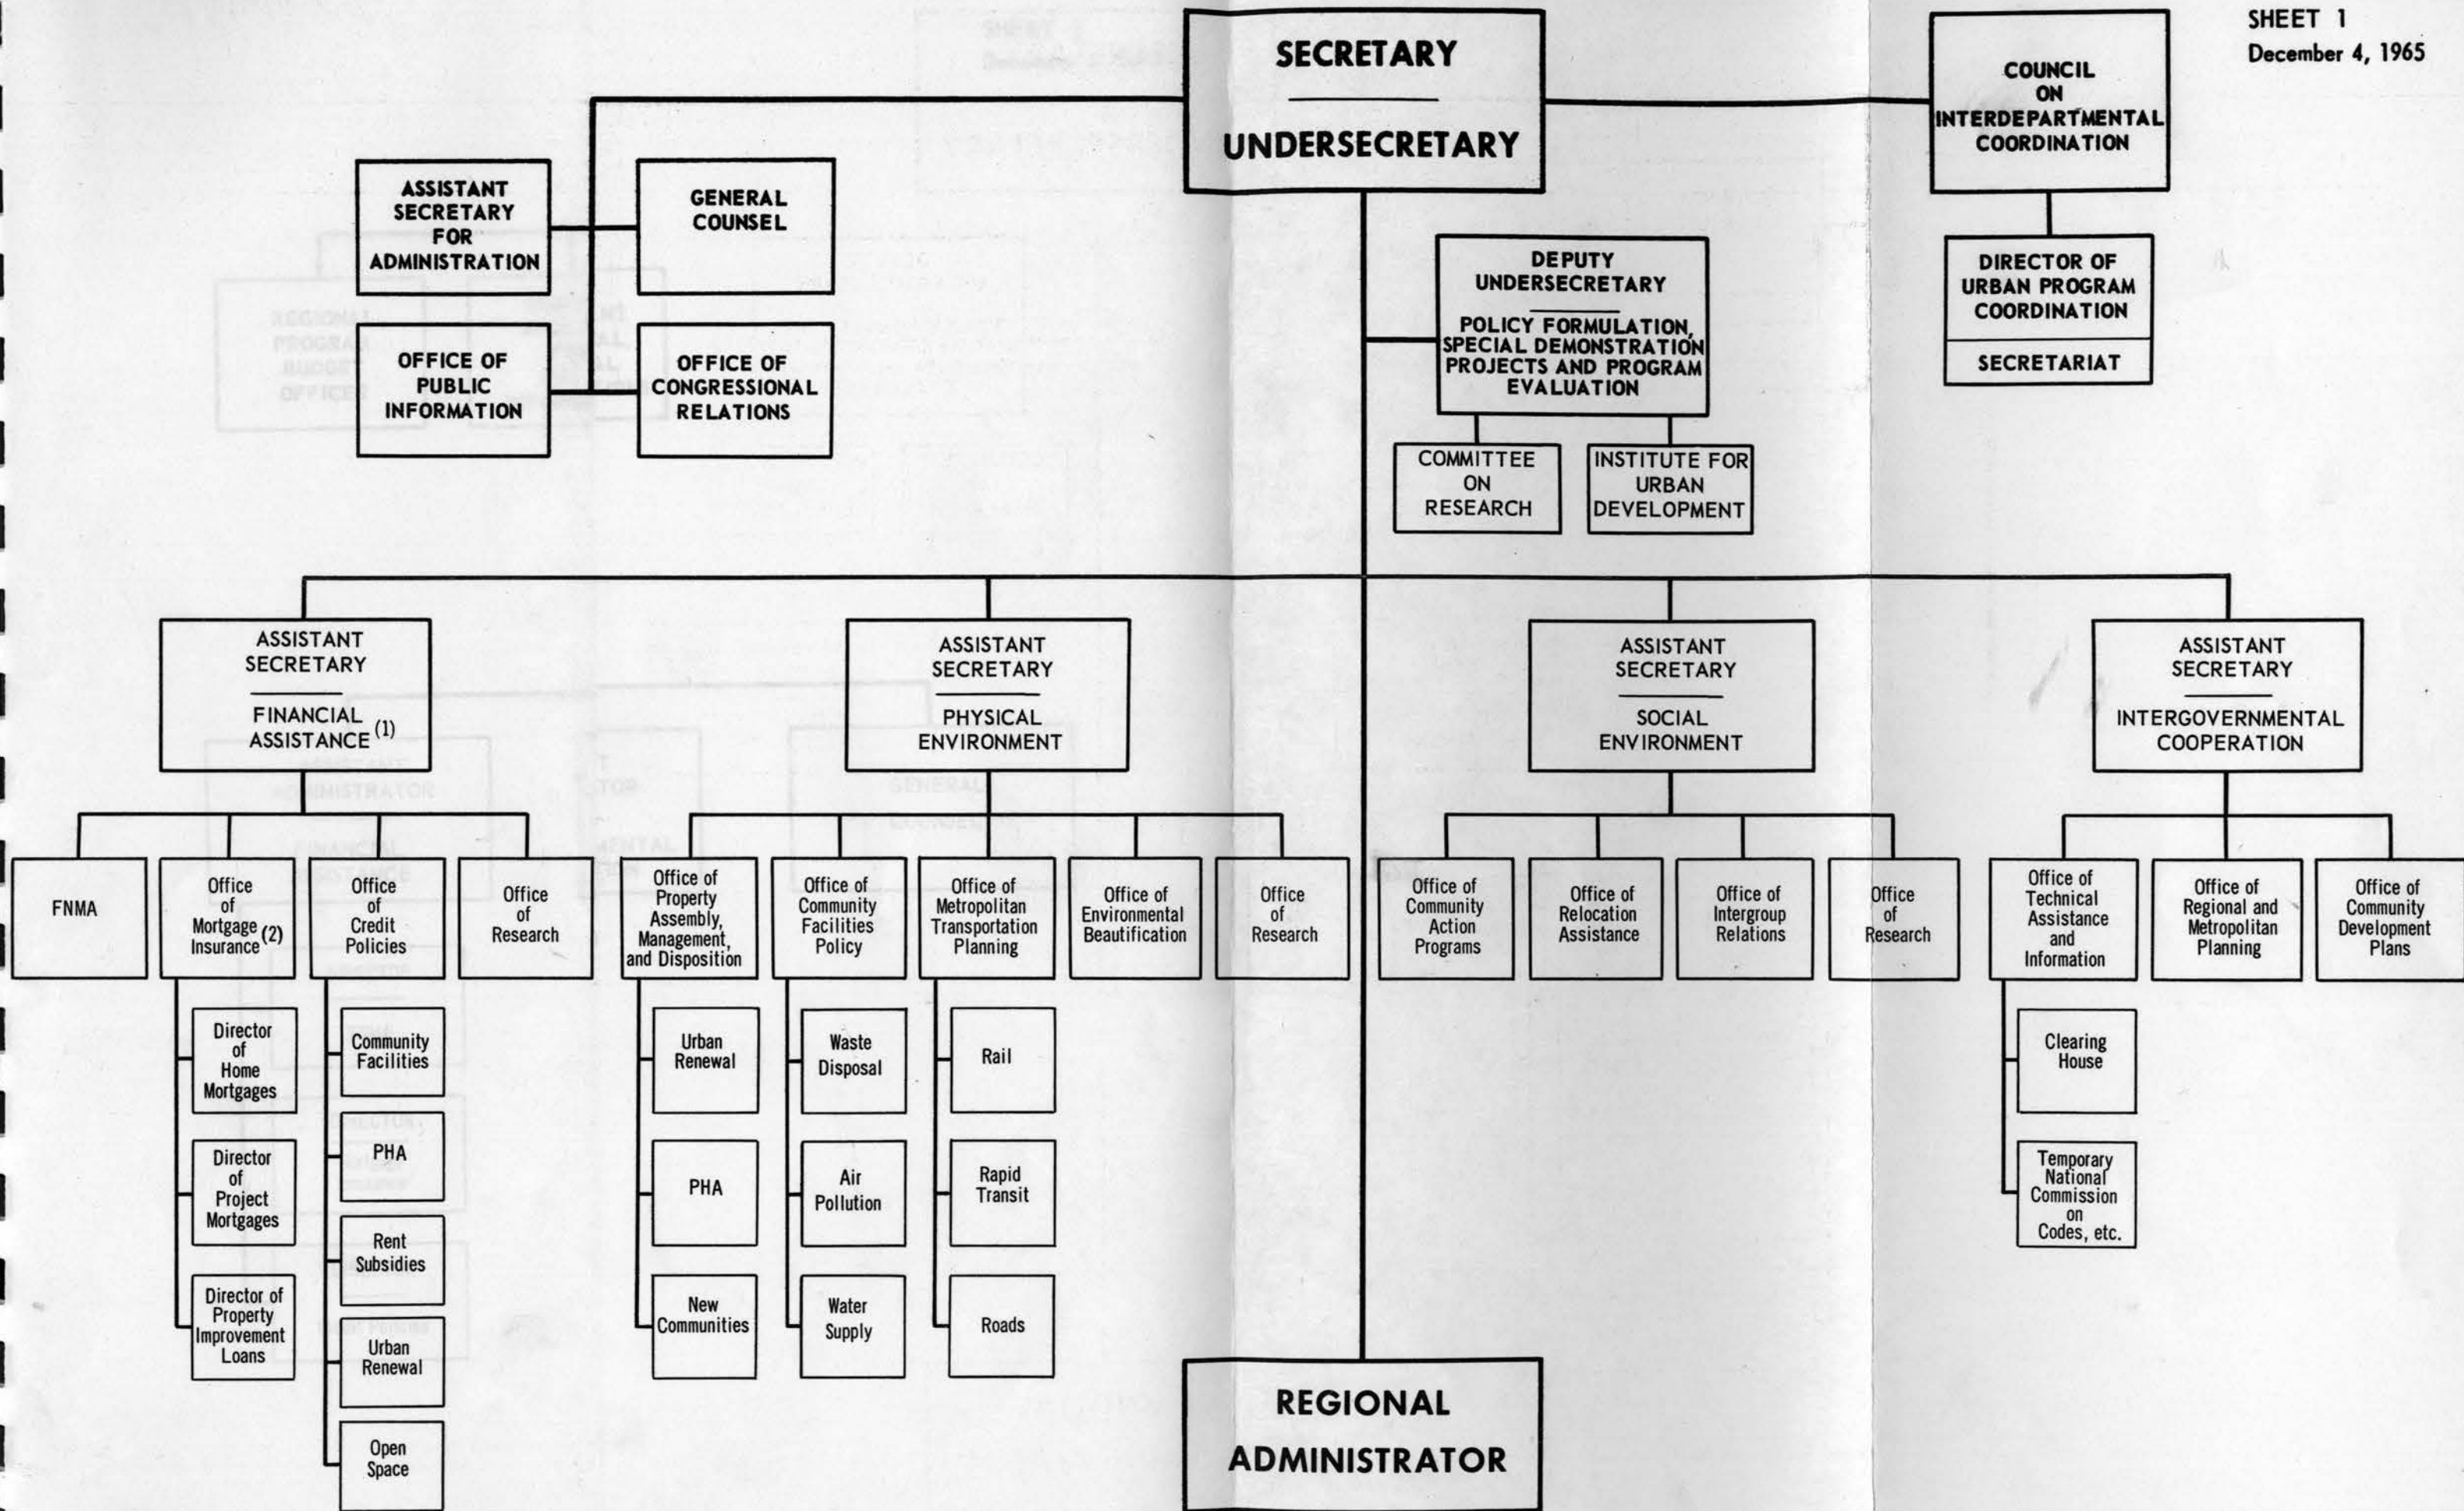 SHEET 1
December 4, 1965
SECRETARY
UNDERSECRETARY
COUNCIL
ON
INTERDEPARTMENTAL
COORDINATION
ASSISTANT
SECRETARY
FOR
ADMINISTRATION
GENERAL
COUNSEL
OFFICE OF
PUBLIC
INFORMATION
OFFICE OF
CONGRESSIONAL
RELATIONS
DEPUTY
UNDERSECRETARY
POLICY FORMULATION,
SPECIAL DEMONSTRATION
PROJECTS AND PROGRAM
EVALUATION
DIRECTOR OF
URBAN PROGRAM
COORDINATION
SECRETARIAT
COMMITTEE
ON
RESEARCH
INSTITUTE FOR
URBAN
DEVELOPMENT
ASSISTANT
SECRETARY
FINANCIAL
ASSISTANCE (1)
ASSISTANT
SECRETARY
PHYSICAL
ENVIRONMENT
ASSISTANT
SECRETARY
SOCIAL
ENVIRONMENT
ASSISTANT
SECRETARY
INTERGOVERNMENTAL
COOPERATION
FNMA
Office
of
Mortgage
Insurance (2)
Office
of
Credit
Policies
Office
of
Research
Office of
Property
Assembly,
Management,
and Disposition
Office of
Community
Facilities
Policy
Office of
Metropolitan
Transportation
Planning
Office of
Environmental
Beautification
Office
of
Research
Office of
Community
Action
Programs
Office of
Relocation
Assistance
Office of
Intergroup
Relations
Office
of
Research
Office of
Technical
Assistance
and
Information
Office of
Regional and
Metropolitan
Planning
Office of
Community
Development
Plans
Director
of
Home
Mortgages
Director
of
Project
Mortgages
Director of
Property
Improvement
Loans
Community
Facilities
PHA
Rent
Subsidies
Urban
Renewal
Open
Space
Urban
Renewal
PHA
New
Communities
Waste
Disposal
Air
Pollution
Water
Supply
Rail
Rapid
Transit
Roads
Clearing
House
Temporary
National
Commission
on
Codes, etc.
REGIONAL
ADMINISTRATOR